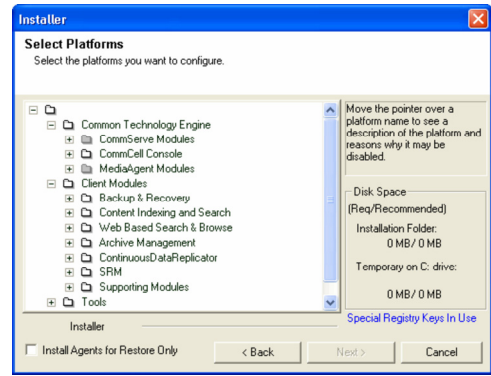 Installer
Select Platforms
Select the platforms you want to configure.
Common Technology Engine
CommServe Modules
CommCell Console
MediaAgent Modules
Client Modules
Backup & Recovery
Content Indexing and Search
Web Based Search & Browse
Archive Management
ContinuousDataReplicator
SRM
Supporting Modules
Tools
Move the pointer over a
platform name to see a
description of the platform and
reasons why it may be
disabled.
Disk Space
(Req/Recommended)
Installation Folder:
0 MB/ 0 MB
Temporary on C: drive:
0 MB/ 0 MB
Special Registry Keys In Use
Installer
Install Agents for Restore Only
< Back
Next >
Cancel